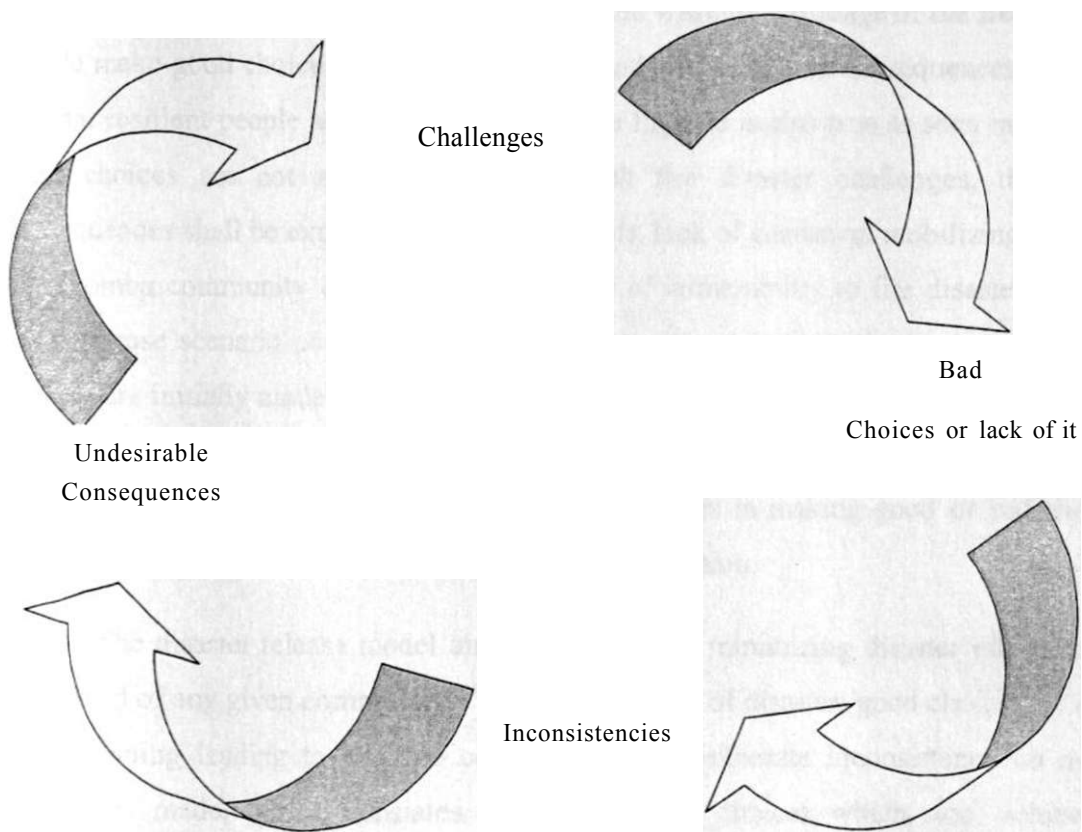 Challenges
Bad
Choices or lack of it
Undesirable
Consequences
Inconsistencies